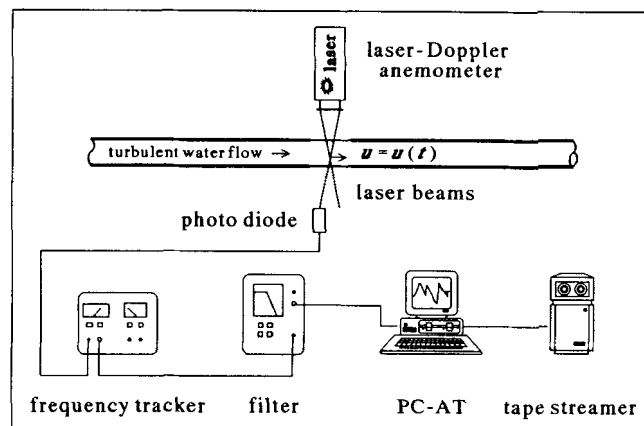 laser
laser-Doppler
anemometer
turbulent water flow → → u = u(t)
laser beams
photo diode
frequency tracker filter PC-AT tape streamer